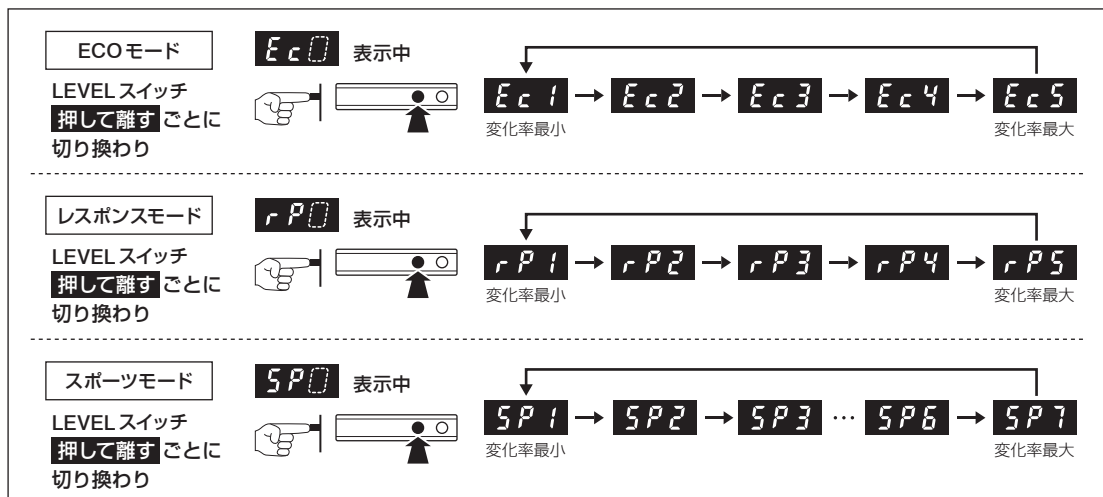 ECOモード
Ec 表示中
LEVELスイッチ
押して離す ごとに
切り換わり
Ec1 → Ec2 → Ec3 → Ec4 → Ec5
変化率最小 変化率最大
レスポンスモード
rP 表示中
LEVELスイッチ
押して離す ごとに
切り換わり
rP1 → rP2 → rP3 → rP4 → rP5
変化率最小 変化率最大
スポーツモード
SP 表示中
LEVELスイッチ
押して離す ごとに
切り換わり
SP1 → SP2 → SP3 … SP6 → SP7
変化率最小 変化率最大